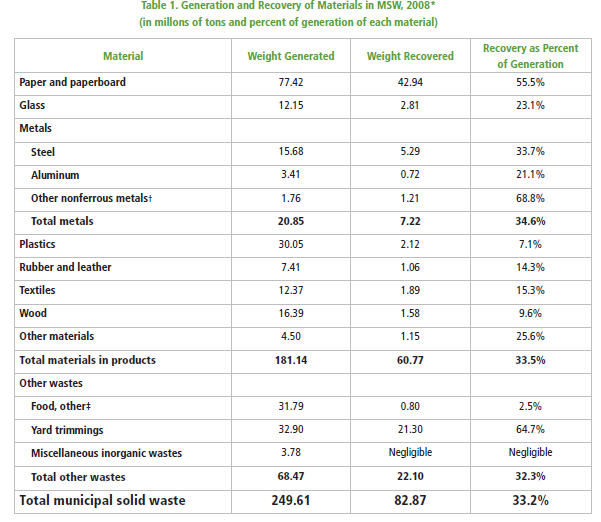 Table 1. Generation and Recovery of Materials in MSW, 2008*
(in millons of tons and percent of generation of each material)
Material Weight Generated Weight Recovered Recovery as Percent of Generation
Paper and paperboard 77.42 42.94 55.5%
Glass 12.15 2.81 23.1%
Metals
Steel 15.68 5.29 33.7%
Aluminum 3.41 0.72 21.1%
Other nonferrous metals† 1.76 1.21 68.8%
Total metals 20.85 7.22 34.6%
Plastics 30.05 2.12 7.1%
Rubber and leather 7.41 1.06 14.3%
Textiles 12.37 1.89 15.3%
Wood 16.39 1.58 9.6%
Other materials 4.50 1.15 25.6%
Total materials in products 181.14 60.77 33.5%
Other wastes
Food, other‡ 31.79 0.80 2.5%
Yard trimmings 32.90 21.30 64.7%
Miscellaneous inorganic wastes 3.78 Negligible Negligible
Total other wastes 68.47 22.10 32.3%
Total municipal solid waste 249.61 82.87 33.2%